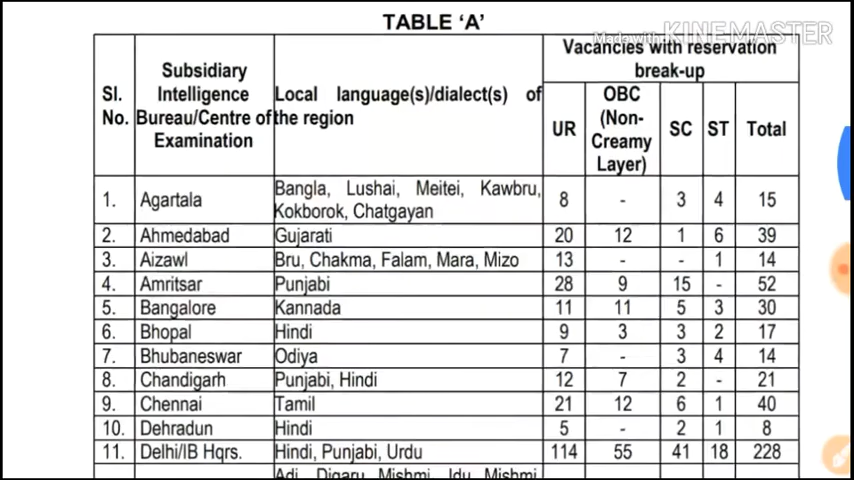 TABLE ‘A’
Made with KINEMASTER
Sl. No. Subsidiary Intelligence Bureau/Centre of Examination Local language(s)/dialect(s) of the region Vacancies with reservation break-up
UR OBC (Non-Creamy Layer) SC ST Total
1. Agartala Bangla, Lushai, Meitei, Kawbru, Kokborok, Chatgayan 8 - 3 4 15
2. Ahmedabad Gujarati 20 12 1 6 39
3. Aizawl Bru, Chakma, Falam, Mara, Mizo 13 - - 1 14
4. Amritsar Punjabi 28 9 15 - 52
5. Bangalore Kannada 11 11 5 3 30
6. Bhopal Hindi 9 3 3 2 17
7. Bhubaneswar Odiya 7 - 3 4 14
8. Chandigarh Punjabi, Hindi 12 7 2 - 21
9. Chennai Tamil 21 12 6 1 40
10. Dehradun Hindi 5 - 2 1 8
11. Delhi/IB Hqrs. Hindi, Punjabi, Urdu 114 55 41 18 228
Adi, Digaru Mishmi, Idu Mishmi,